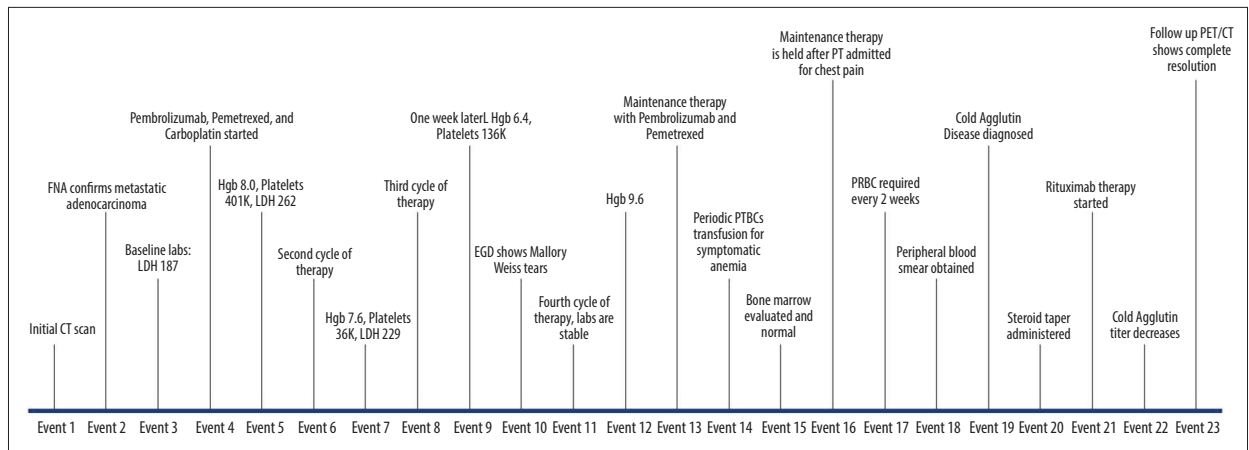 Initial CT scan
FNA confirms metastatic
adenocarcinoma
Baseline labs:
LDH 187
Pembrolizumab, Pemetrexed, and
Carboplatin started
Hgb 8.0, Platelets
401K, LDH 262
Second cycle of
therapy
Hgb 7.6, Platelets
36K, LDH 229
Third cycle of
therapy
One week laterL Hgb 6.4,
Platelets 136K
EGD shows Mallory
Weiss tears
Fourth cycle of
therapy, labs are
stable
Hgb 9.6
Maintenance therapy
with Pembrolizumab and
Pemetrexed
Periodic PTBCs
transfusion for
symptomatic
anemia
Bone marrow
evaluated and
normal
Maintenance therapy
is held after PT admitted
for chest pain
PRBC required
every 2 weeks
Peripheral blood
smear obtained
Cold Agglutin
Disease diagnosed
Steroid taper
administered
Rituximab therapy
started
Cold Agglutin
titer decreases
Follow up PET/CT
shows complete
resolution
Event 1 Event 2 Event 3 Event 4 Event 5 Event 6 Event 7 Event 8 Event 9 Event 10 Event 11 Event 12 Event 13 Event 14 Event 15 Event 16 Event 17 Event 18 Event 19 Event 20 Event 21 Event 22 Event 23